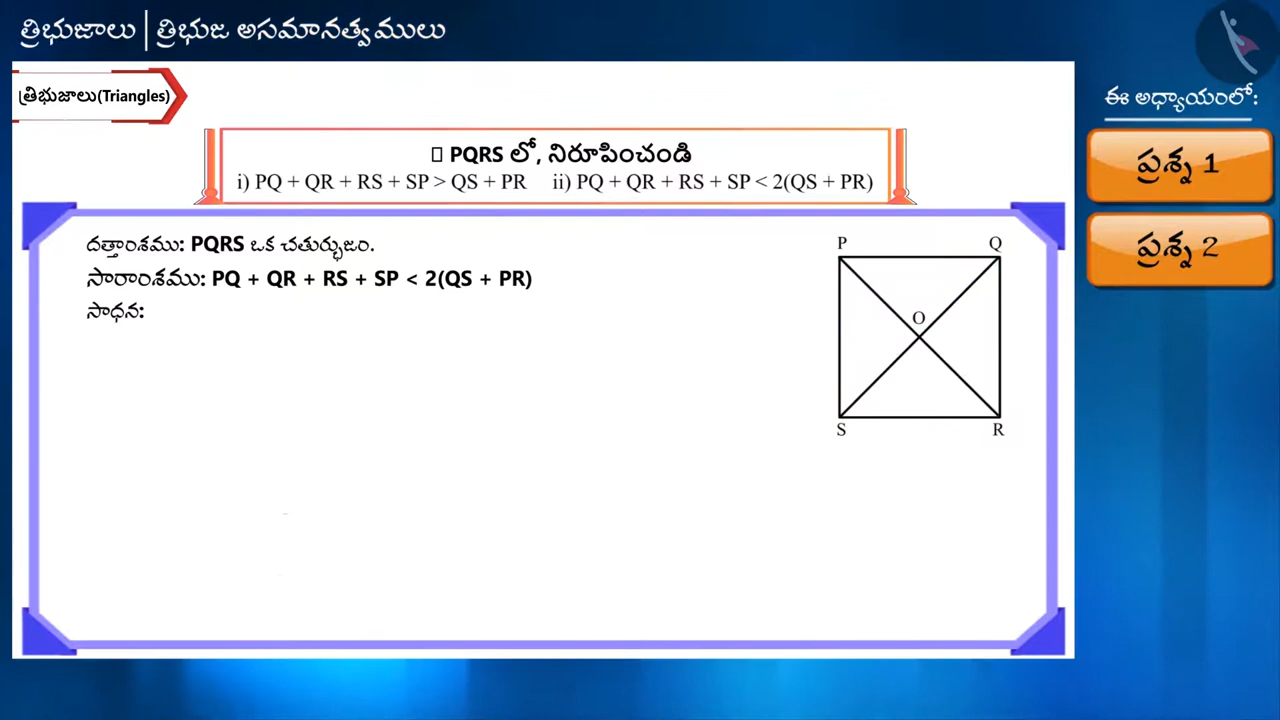 త్రిభుజాలు | త్రిభుజ అసమానత్వములు
త్రిభుజాలు(Triangles)
ఈ అధ్యాయంలో:
ప్రశ్న 1
ప్రశ్న 2
▯ PQRS లో, నిరూపించండి
i) PQ + QR + RS + SP > QS + PR ii) PQ + QR + RS + SP < 2(QS + PR)
దత్తాంశము: PQRS ఒక చతుర్భుజం.
సారాంశము: PQ + QR + RS + SP < 2(QS + PR)
సాధన:
P Q
O
S R